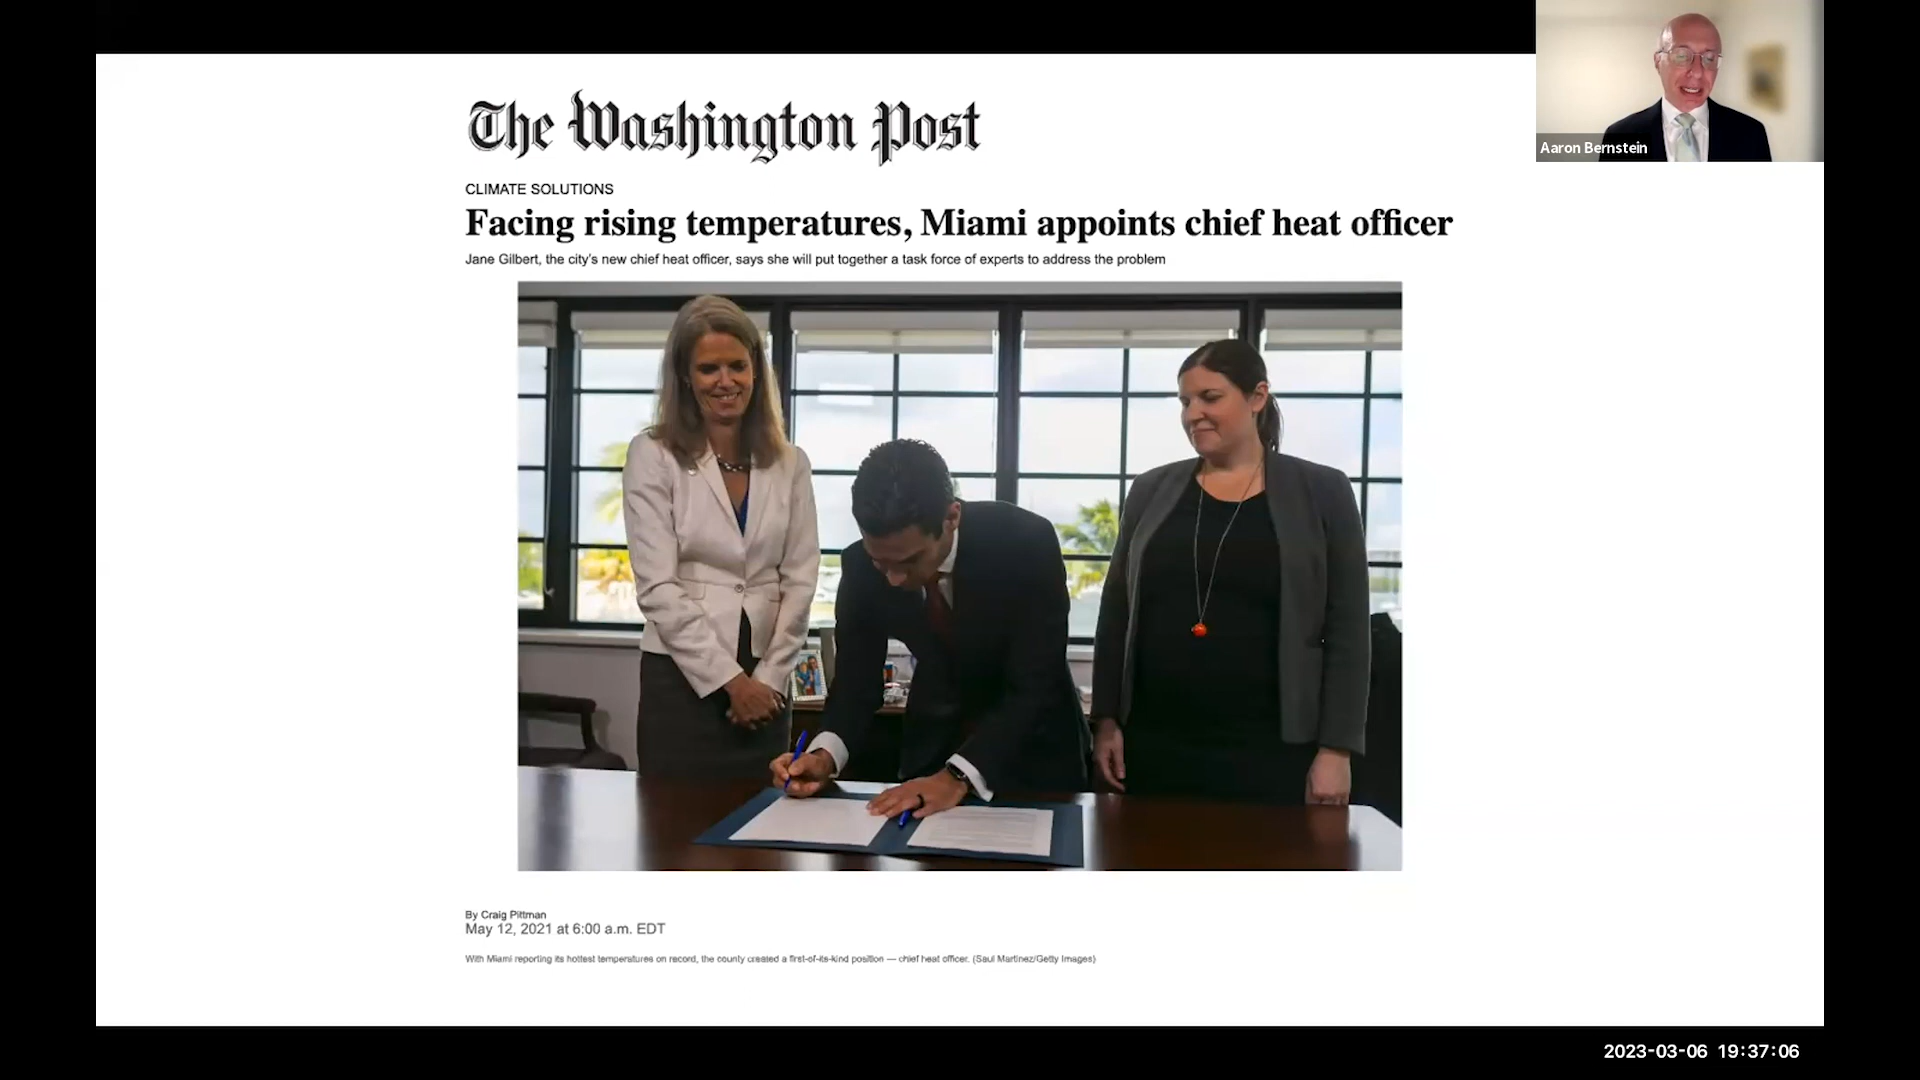 The Washington Post
Aaron Bernstein
CLIMATE SOLUTIONS
Facing rising temperatures, Miami appoints chief heat officer
Jane Gilbert, the city's new chief heat officer, says she will put together a task force of experts to address the problem
By Craig Pittman
May 12, 2021 at 6:00 a.m. EDT
With Miami reporting its hottest temperatures on record, the county created a first-of-its-kind position — chief heat officer. (Saul Martinez/Getty Images)
2023-03-06 19:37:06